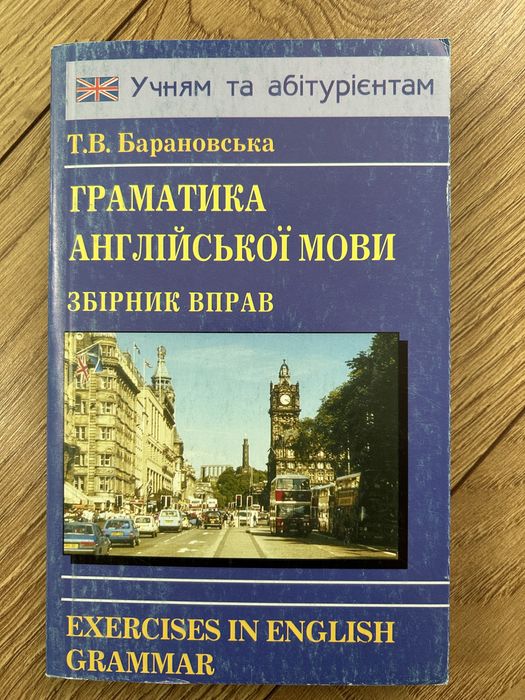 Учням та абітурієнтам
Т.В. Барановська
ГРАМАТИКА
АНГЛІЙСЬКОЇ МОВИ
ЗБІРНИК ВПРАВ
EXERCISES IN ENGLISH
GRAMMAR